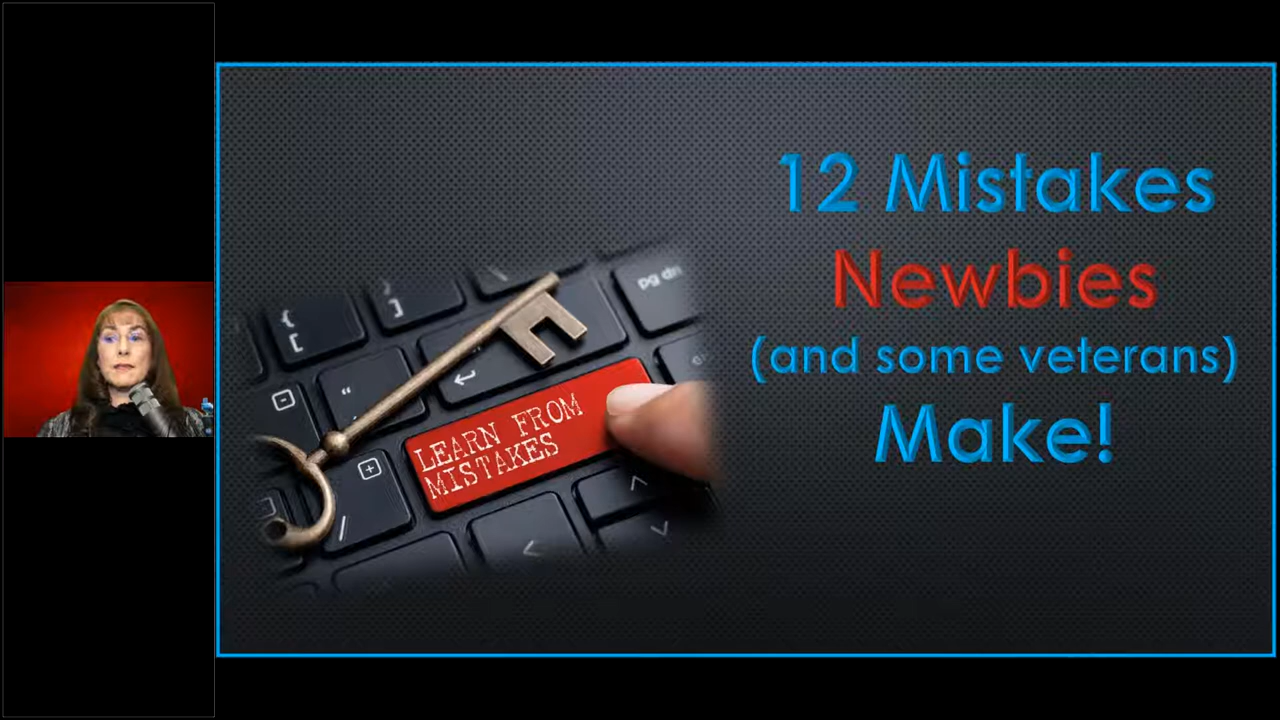 12 Mistakes
Newbies
(and some veterans)
Make!
{
[
}
]
pg dn
"
LEARN FROM
MISTAKES
/